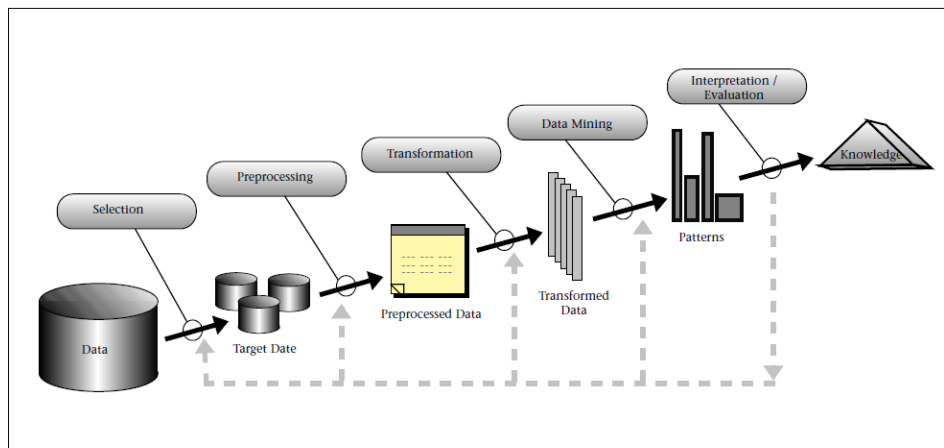 Interpretation /
Evaluation
Data Mining
Transformation
Preprocessing
Selection
Knowledge
Patterns
Transformed
Data
Preprocessed Data
Target Date
Data